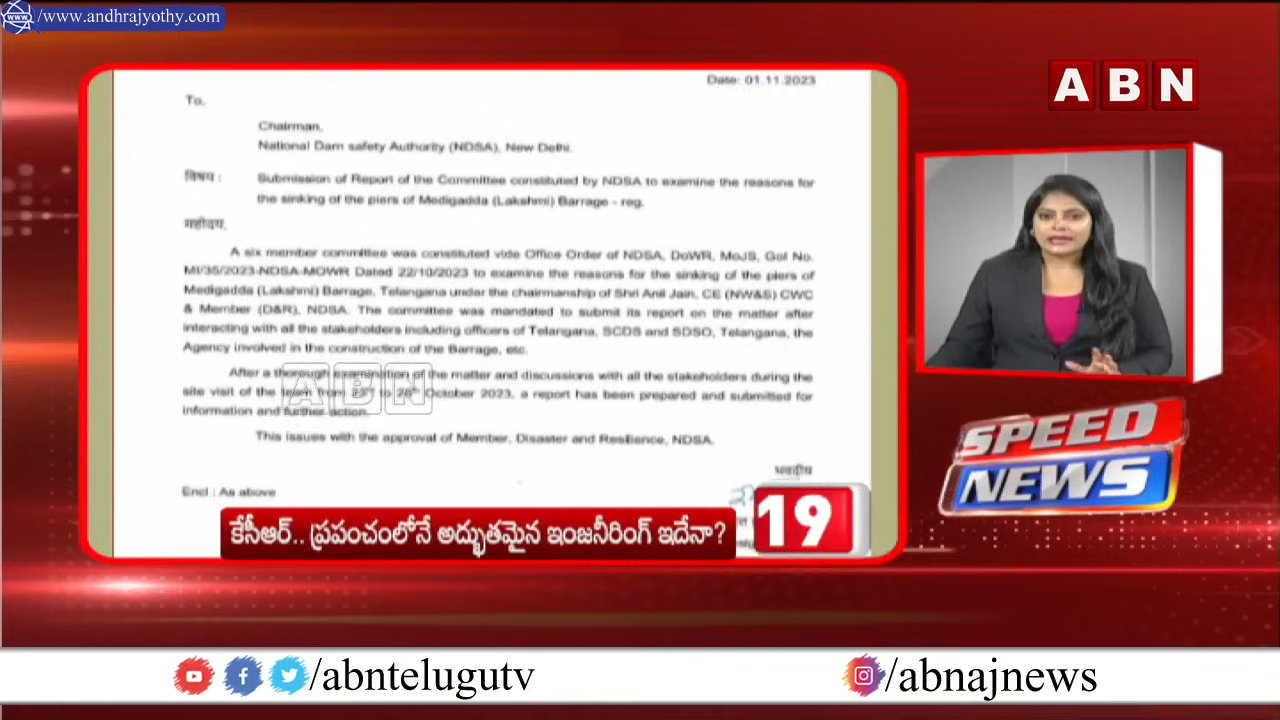 www /www.andhrajyothy.com
ABN
Date: 01.11.2023
To,
Chairman,
National Dam safety Authority (NDSA), New Delhi.
विषय : Submission of Report of the Committee constituted by NDSA to examine the reasons for
the sinking of the piers of Medigadda (Lakshmi) Barrage - reg.
महोदय,
A six member committee was constituted vide Office Order of NDSA, DoWR, MoJS, GoI No.
MI/35/2023-NDSA-MOWR Dated 22/10/2023 to examine the reasons for the sinking of the piers of
Medigadda (Lakshmi) Barrage, Telangana under the chairmanship of Shri Anil Jain, CE (NW&S) CWC
& Member (D&R), NDSA. The committee was mandated to submit its report on the matter after
interacting with all the stakeholders including officers of Telangana, SCDS and SDSO, Telangana, the
Agency involved in the construction of the Barrage, etc.
After a thorough examination of the matter and discussions with all the stakeholders during the
site visit of the team from to October 2023, a report has been prepared and submitted for
information and further action.
This issues with the approval of Member, Disaster and Resilience, NDSA.
भवदीय
Encl : As above
ABN
కేసీఆర్.. ప్రపంచంలోనే అద్భుతమైన ఇంజనీరింగ్ ఇదేనా?
19
SPEED
NEWS
/abntelugutv
/abnajnews